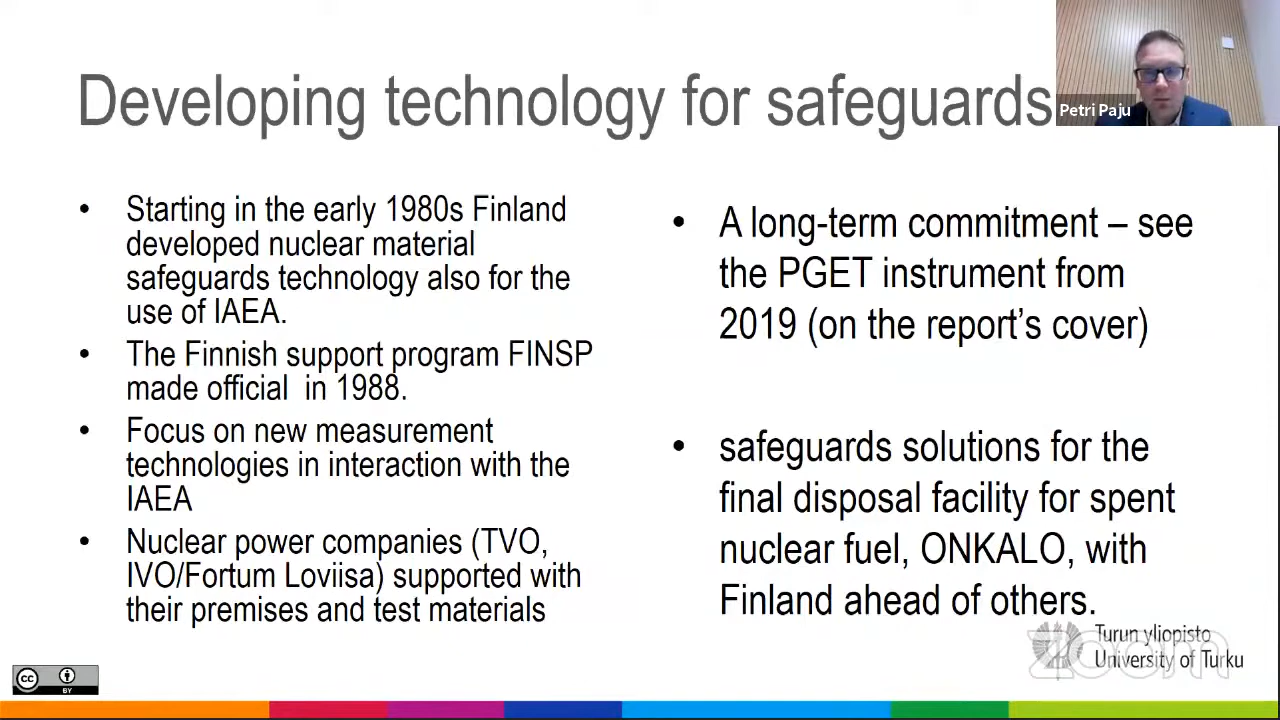 Developing technology for safeguards
Petri Paju
• Starting in the early 1980s Finland
developed nuclear material
safeguards technology also for the
use of IAEA.
• The Finnish support program FINSP
made official in 1988.
• Focus on new measurement
technologies in interaction with the
IAEA
• Nuclear power companies (TVO,
IVO/Fortum Loviisa) supported with
their premises and test materials
• A long-term commitment – see
the PGET instrument from
2019 (on the report’s cover)
• safeguards solutions for the
final disposal facility for spent
nuclear fuel, ONKALO, with
Finland ahead of others.
Turun yliopisto
University of Turku
zoom
cc
BY